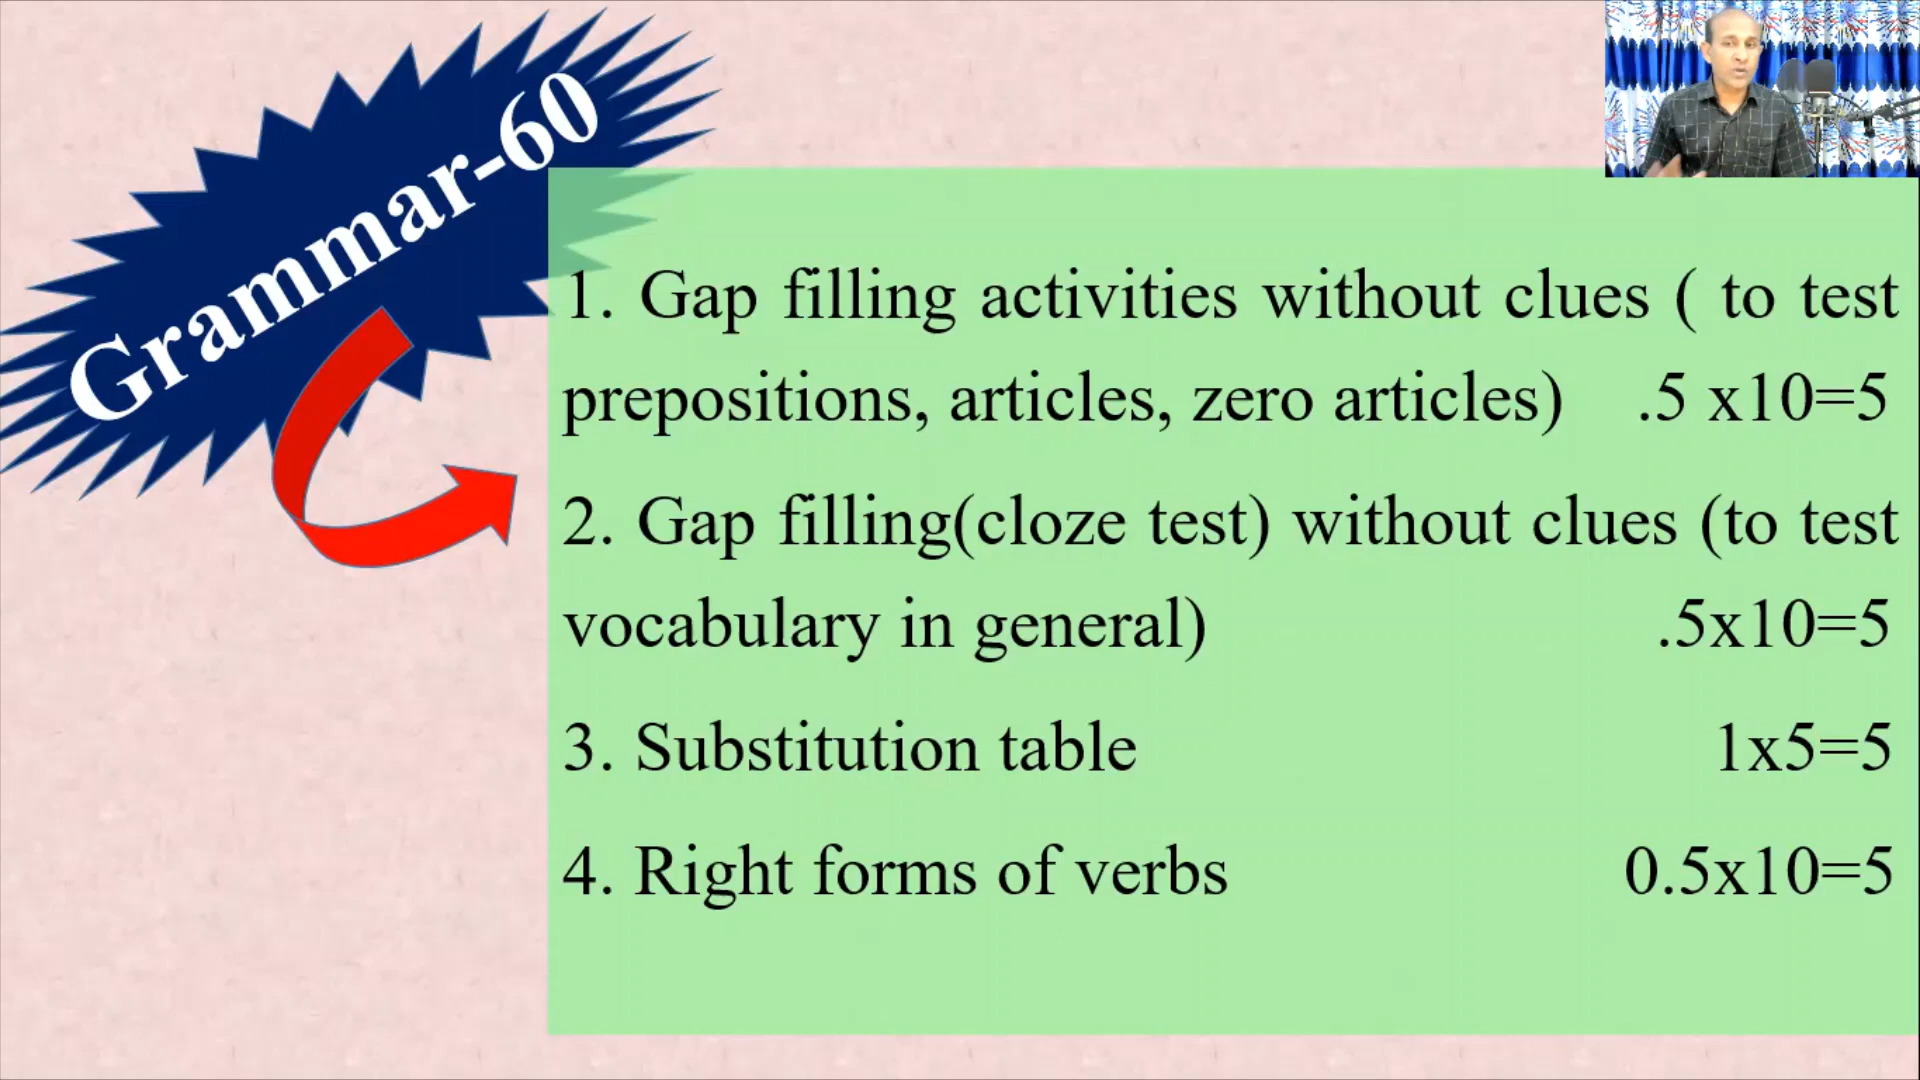 Grammar-60
1. Gap filling activities without clues ( to test
prepositions, articles, zero articles) .5 x10=5
2. Gap filling(cloze test) without clues (to test
vocabulary in general) .5x10=5
3. Substitution table 1x5=5
4. Right forms of verbs 0.5x10=5